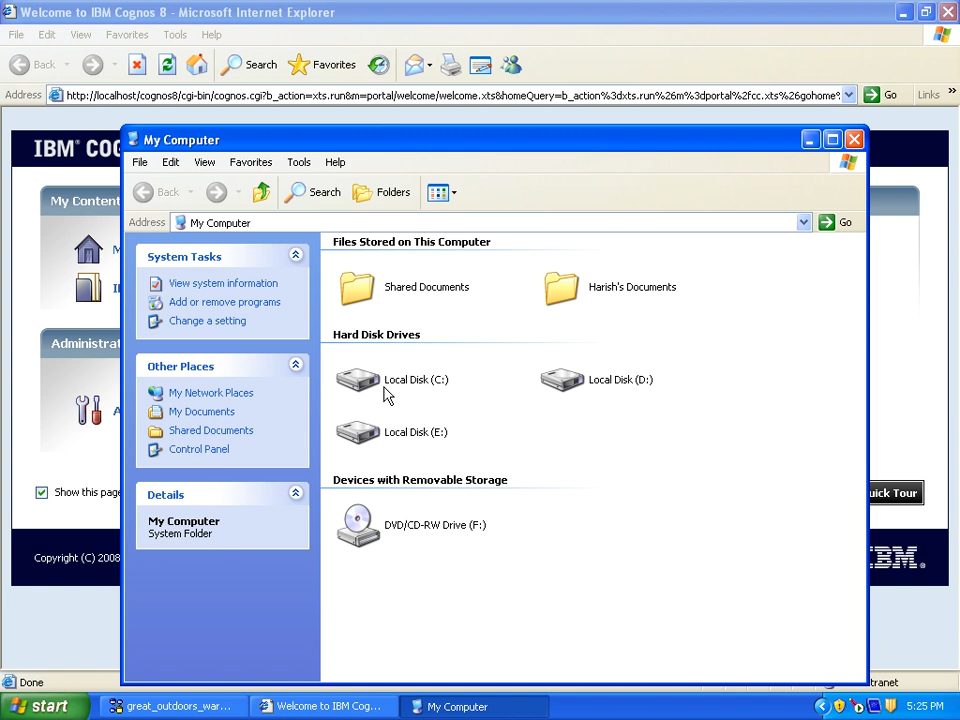 Welcome to IBM Cognos 8 - Microsoft Internet Explorer
File Edit View Favorites Tools Help
Back Search Favorites
Address http://localhost/cognos8/cgi-bin/cognos.cgi?b_action=xts.run&m=portal/welcome/welcome.xts&homeQuery=b_action%3dxts.run%26m%3dportal%2fcc.xts%26gohome% Go Links »
IBM® COG
My Content
M
IB
Administra
A
Show this page
uick Tour
Copyright (C) 2008
IBM.
My Computer
File Edit View Favorites Tools Help
Back Search Folders
Address My Computer Go
System Tasks
View system information
Add or remove programs
Change a setting
Other Places
My Network Places
My Documents
Shared Documents
Control Panel
Details
My Computer
System Folder
Files Stored on This Computer
Shared Documents Harish's Documents
Hard Disk Drives
Local Disk (C:) Local Disk (D:)
Local Disk (E:)
Devices with Removable Storage
DVD/CD-RW Drive (F:)
Done tranet
start great_outdoors_war... Welcome to IBM Cog... My Computer 5:25 PM